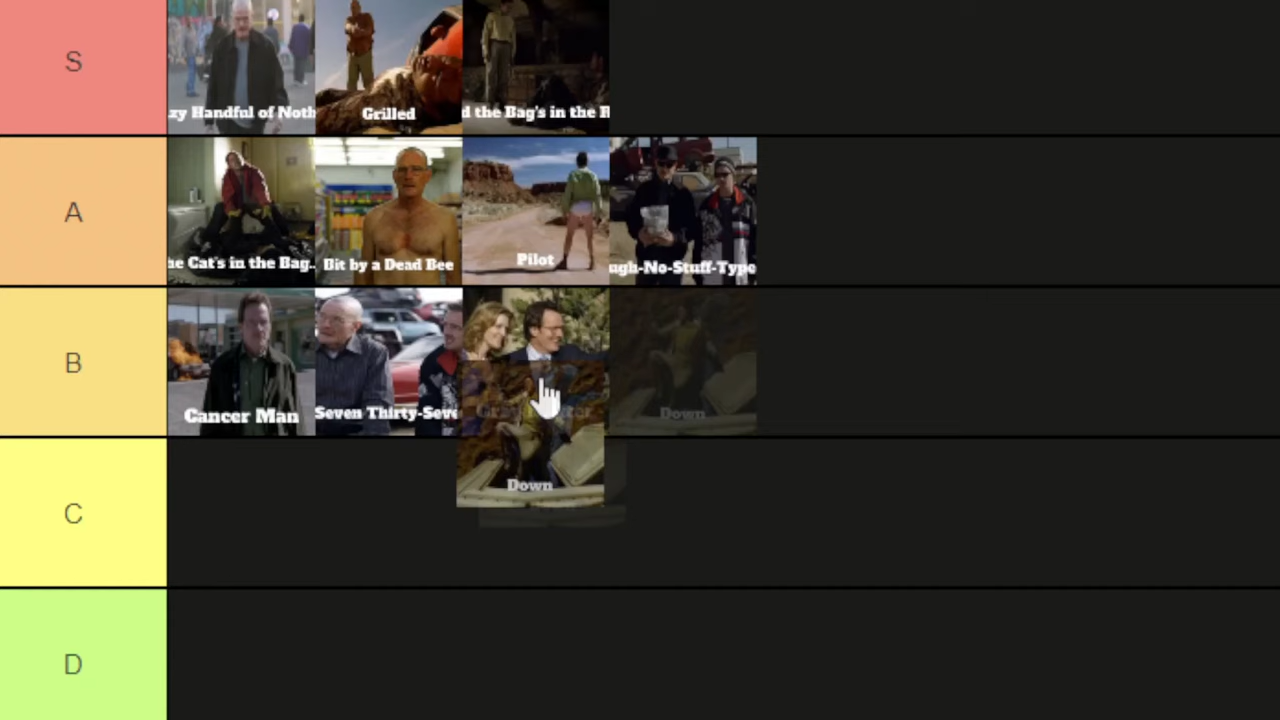 S
zy Handful of Noth
Grilled
d the Bag's in the R
A
he Cat's in the Bag..
Bit by a Dead Bee
Pilot
ugh-No-Stuff-Type
B
Cancer Man
Seven Thirty-Seve
Down
C
Down
D